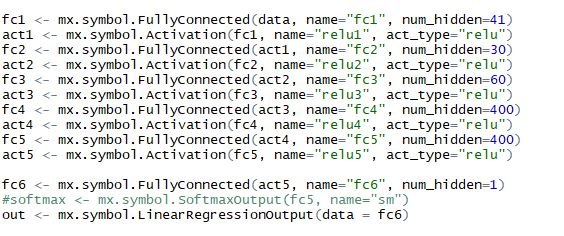 fc1 <- mx.symbol.FullyConnected(data, name="fc1", num_hidden=41)
act1 <- mx.symbol.Activation(fc1, name="relu1", act_type="relu")
fc2 <- mx.symbol.FullyConnected(act1, name="fc2", num_hidden=30)
act2 <- mx.symbol.Activation(fc2, name="relu2", act_type="relu")
fc3 <- mx.symbol.FullyConnected(act2, name="fc3", num_hidden=60)
act3 <- mx.symbol.Activation(fc3, name="relu3", act_type="relu")
fc4 <- mx.symbol.FullyConnected(act3, name="fc4", num_hidden=400)
act4 <- mx.symbol.Activation(fc4, name="relu4", act_type="relu")
fc5 <- mx.symbol.FullyConnected(act4, name="fc5", num_hidden=400)
act5 <- mx.symbol.Activation(fc5, name="relu5", act_type="relu")
fc6 <- mx.symbol.FullyConnected(act5, name="fc6", num_hidden=1)
#softmax <- mx.symbol.SoftmaxOutput(fc5, name="sm")
out <- mx.symbol.LinearRegressionOutput(data = fc6)